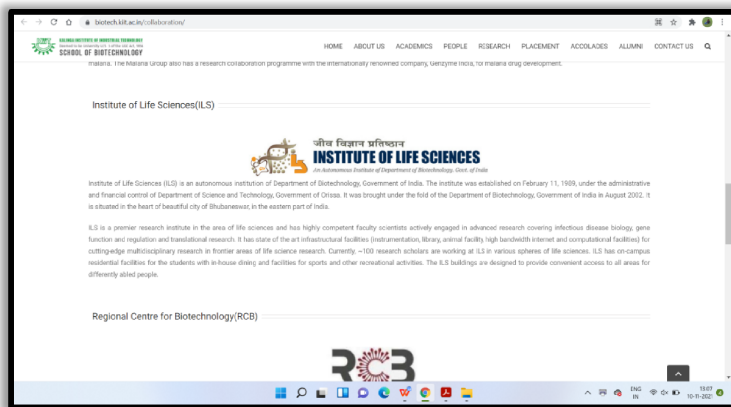 biotech.kiit.ac.in/collaboration/
KALINGA INSTITUTE OF INDUSTRIAL TECHNOLOGY
SCHOOL OF BIOTECHNOLOGY
HOME ABOUT US ACADEMICS PEOPLE RESEARCH PLACEMENT ACCOLADES ALUMNI CONTACT US
malaria. The Malaria Group also has a research collaboration programme with the internationally renowned company, Genzyme India, for malaria drug development.
Institute of Life Sciences(ILS)
जीव विज्ञान प्रतिष्ठान
INSTITUTE OF LIFE SCIENCES
An Autonomous Institute of Department of Biotechnology, Govt. of India
Institute of Life Sciences (ILS) is an autonomous institution of Department of Biotechnology, Government of India. The institute was established on February 11, 1989, under the administrative
and financial control of Department of Science and Technology, Government of Orissa. It was brought under the fold of the Department of Biotechnology, Government of India in August 2002. It
is situated in the heart of beautiful city of Bhubaneswar, in the eastern part of India.
ILS is a premier research institute in the area of life sciences and has highly competent faculty scientists actively engaged in advanced research covering infectious disease biology, gene
function and regulation and translational research. It has state of the art infrastructural facilities (instrumentation, library, animal facility, high bandwidth internet and computational facilities) for
cutting-edge multidisciplinary research in frontier areas of life science research. Currently, ~100 research scholars are working at ILS in various spheres of life sciences. ILS has on-campus
residential facilities for the students with in-house dining and facilities for sports and other recreational activities. The ILS buildings are designed to provide convenient access to all areas for
differently abled people.
Regional Centre for Biotechnology(RCB)
RCB
ENG
IN
13:07
10-11-2021